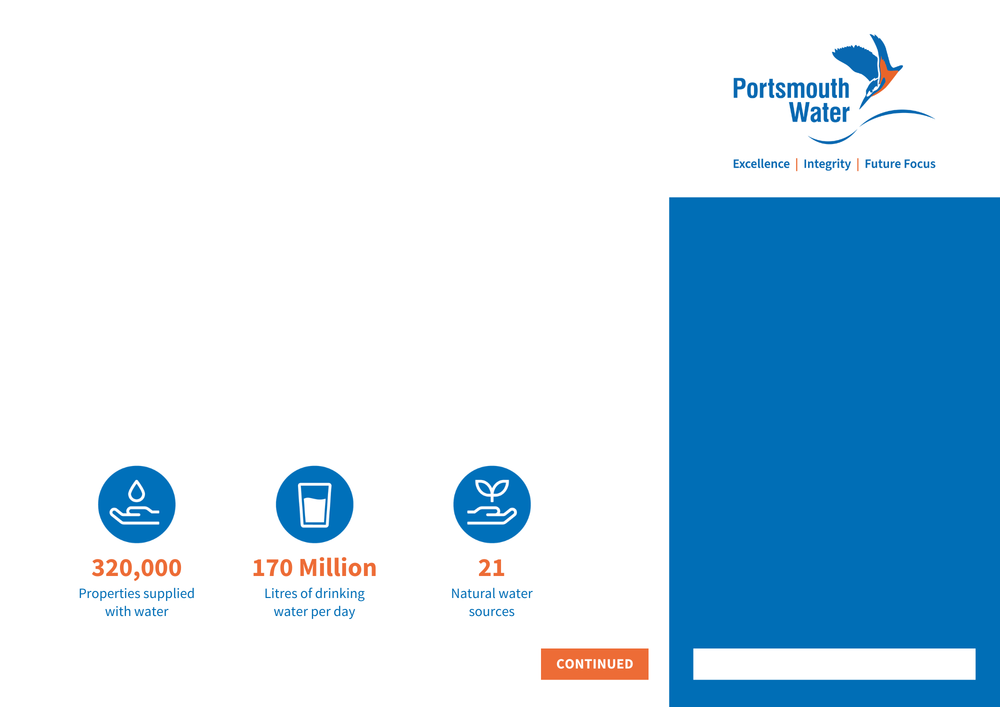 Portsmouth
Water
Excellence | Integrity | Future Focus
320,000
Properties supplied
with water
170 Million
Litres of drinking
water per day
21
Natural water
sources
CONTINUED